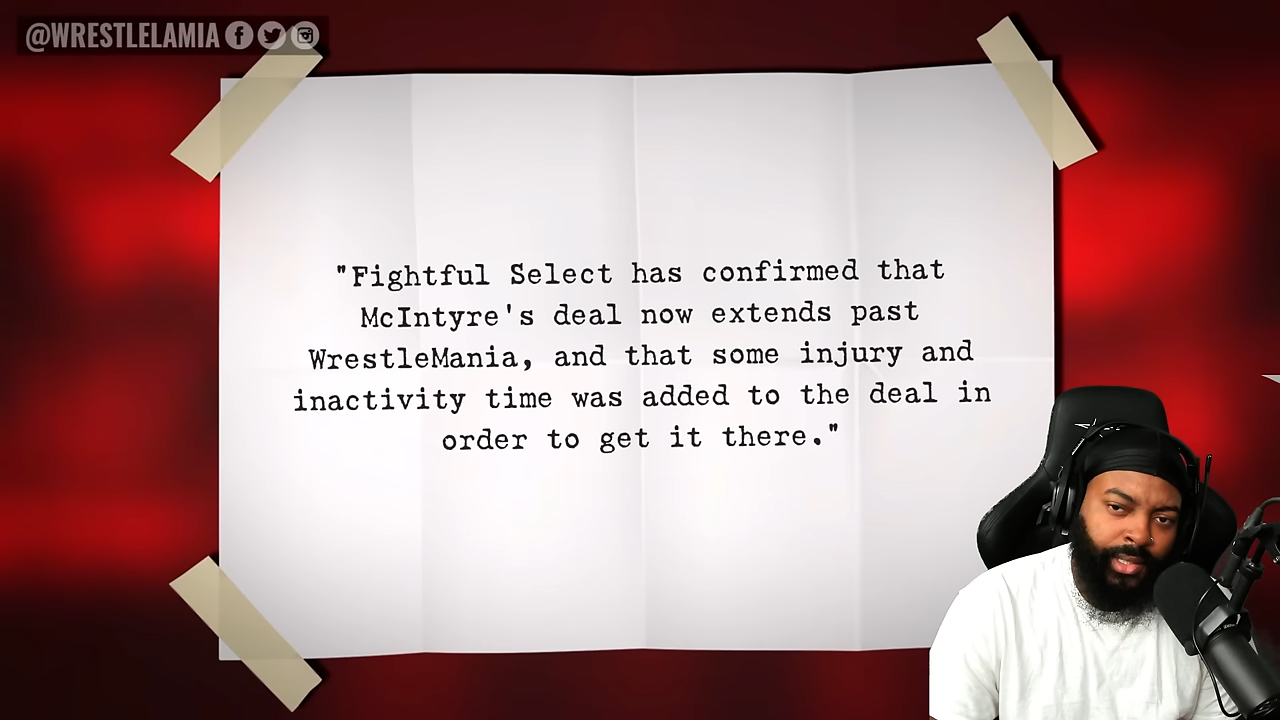 @WRESTLELAMIA
"Fightful Select has confirmed that
McIntyre's deal now extends past
WrestleMania, and that some injury and
inactivity time was added to the deal in
order to get it there."